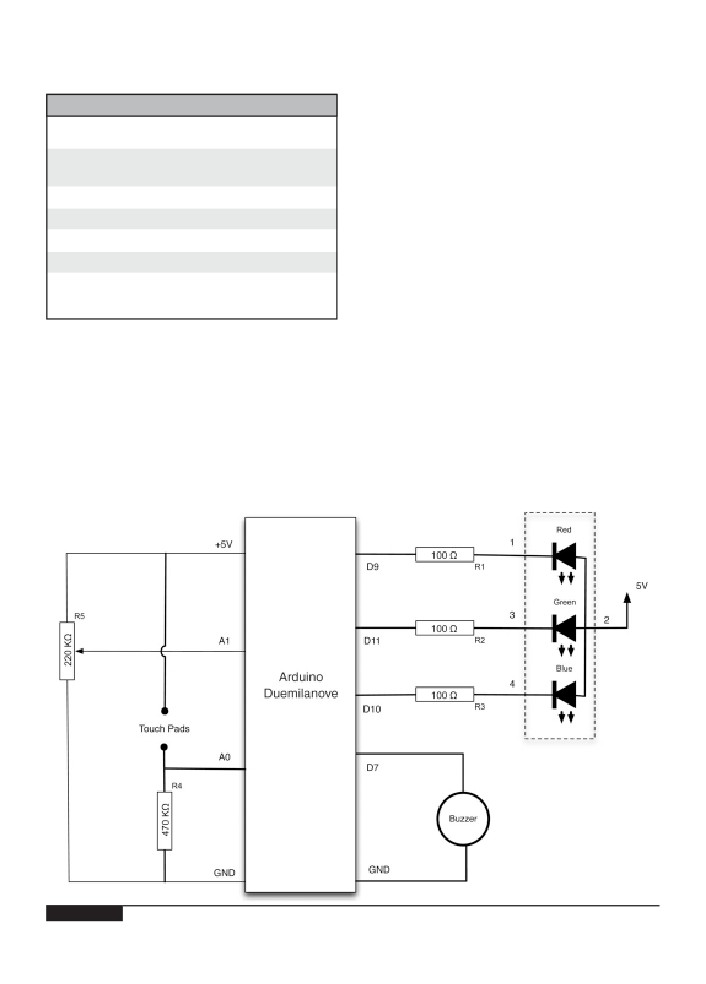 Red
1
+5V
100 Ω
D9
R1
5V
Green
R5
3
2
220 KΩ
A1
100 Ω
D11
R2
Blue
Arduino
Duemilanove
4
100 Ω
D10
R3
Touch Pads
A0
D7
R4
470 KΩ
Buzzer
GND
GND